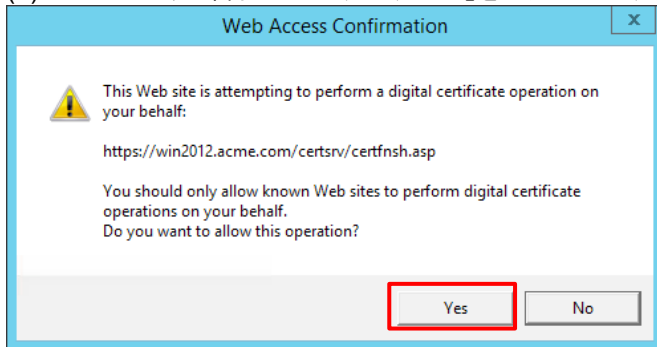 Web Access Confirmation
x
This Web site is attempting to perform a digital certificate operation on
your behalf:
https://win2012.acme.com/certsrv/certfnsh.asp
You should only allow known Web sites to perform digital certificate
operations on your behalf.
Do you want to allow this operation?
Yes No